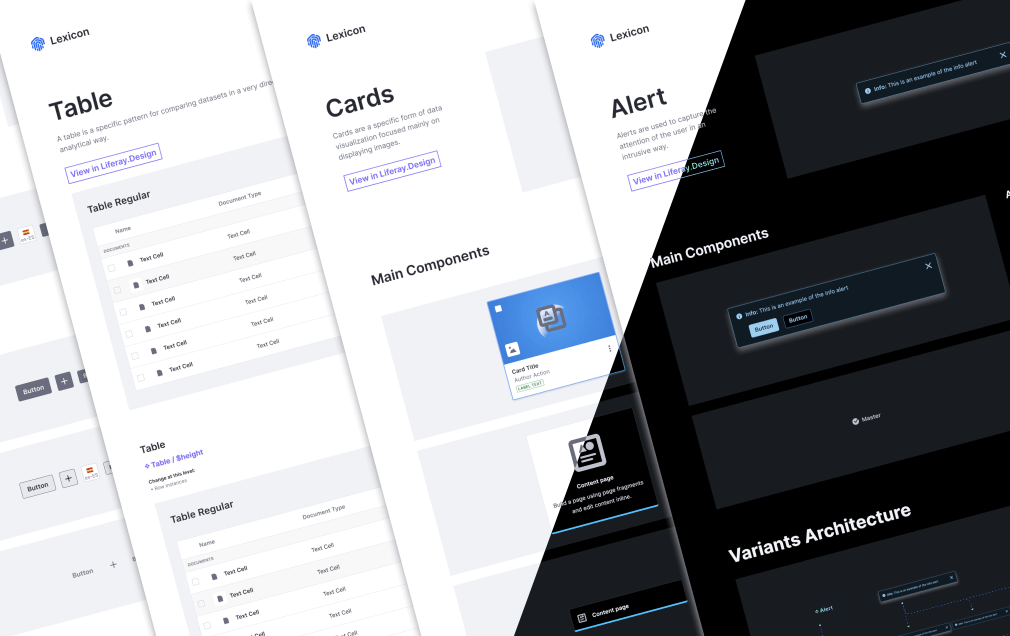 Button
Button
Button
Lexicon
Table
A table is a specific pattern for comparing datasets in a very
analytical way.
View in Liferay.Design
Table Regular
Name Document Type
DOCUMENTS
Text Cell Text Cell
Text Cell Text Cell
Text Cell Text Cell
Text Cell Text Cell
Text Cell Text Cell
Text Cell Text Cell
Table
Table / $height
Change at this level:
• Row instances
Table Regular
Name Document Type
DOCUMENTS
Text Cell Text Cell
Text Cell Text Cell
Text Cell Text Cell
Text Cell Text Cell
Lexicon
Cards
Cards are a specific form of data
visualization focused mainly on
displaying images.
View in Liferay.Design
Main Components
Card Title
Author Action
LABEL TEXT
Content page
Build a page using page fragments
and edit content inline.
Content page
Lexicon
Alert
Alerts are used to capture the
attention of the user in an
intrusive way.
View in Liferay.Design
Info: This is an example of the info alert
Main Components
Info: This is an example of the info alert
Button Button
Master
Variants Architecture
Alert
Info: This is an example of the info alert